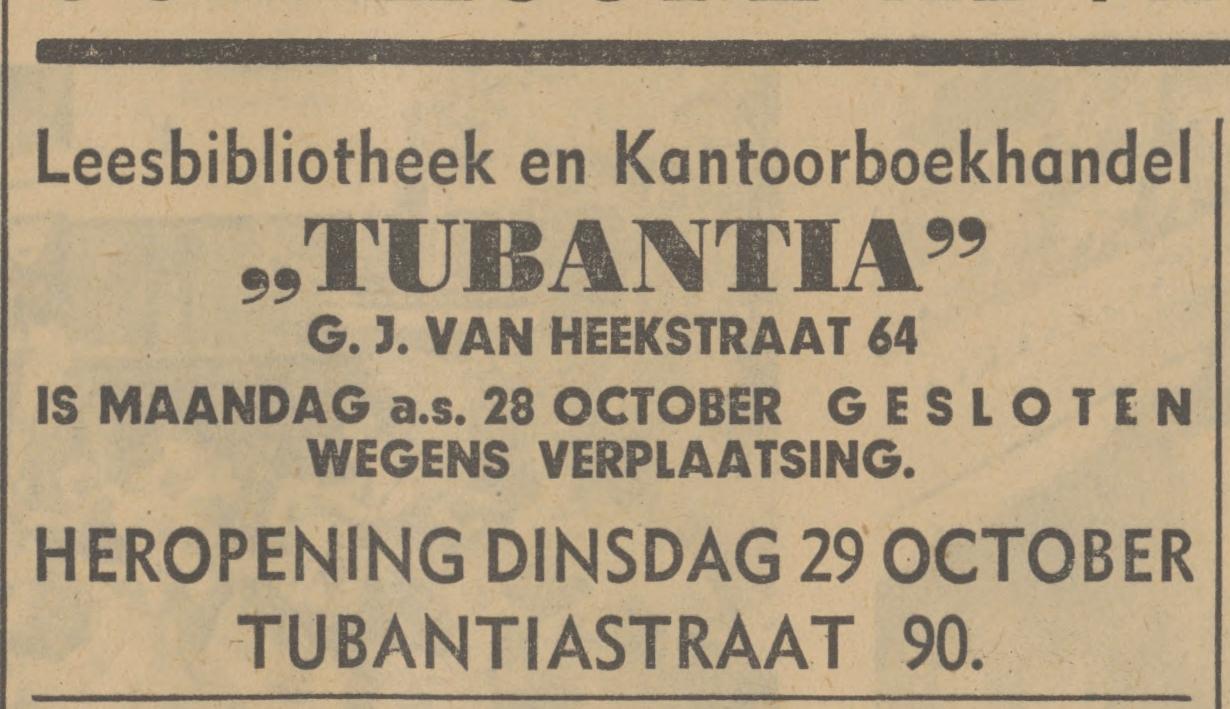 Leesbibliotheek en Kantoorboekhandel
„TUBANTIA”
G. J. VAN HEEKSTRAAT 64
IS MAANDAG a.s. 28 OCTOBER GESLOTEN
WEGENS VERPLAATSING.
HEROPENING DINSDAG 29 OCTOBER
TUBANTIASTRAAT 90.